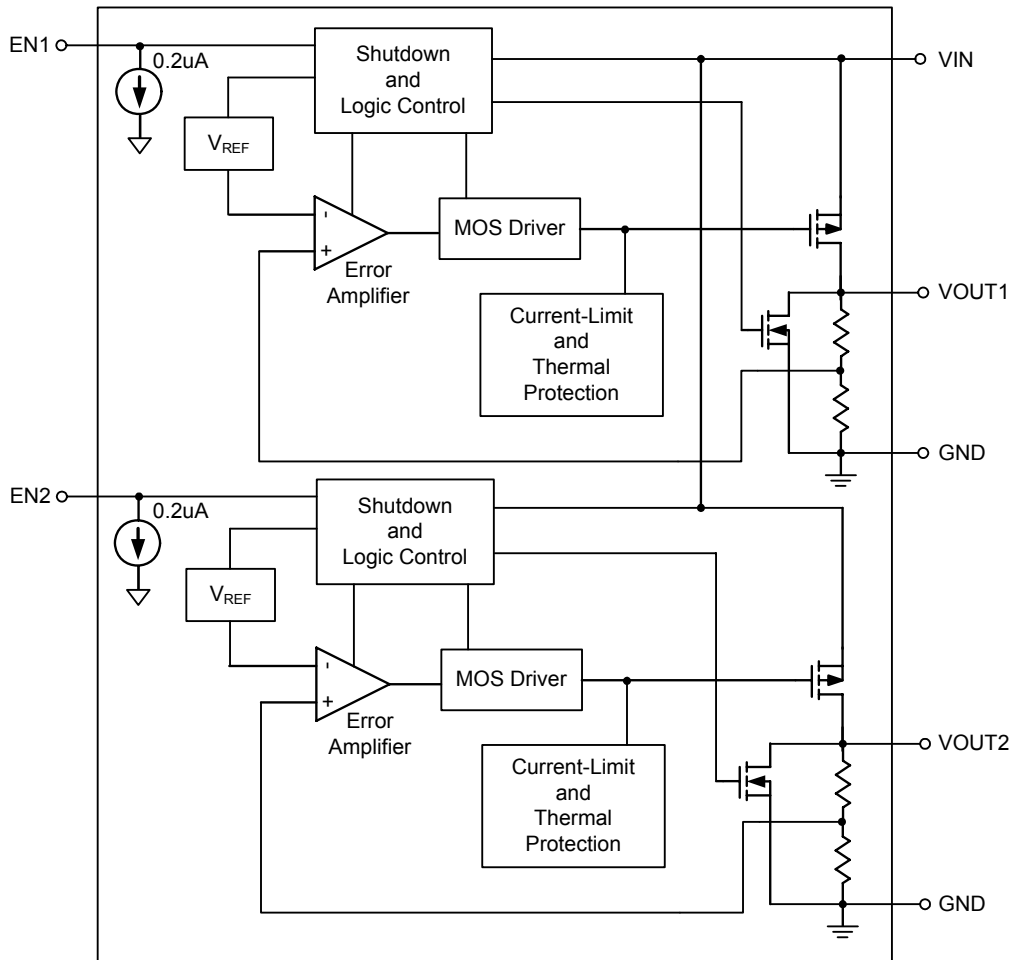 EN1
0.2uA
Shutdown
and
Logic Control
VIN
VREF
-
+
Error
Amplifier
MOS Driver
Current-Limit
and
Thermal
Protection
VOUT1
GND
EN2
0.2uA
Shutdown
and
Logic Control
VREF
-
+
Error
Amplifier
MOS Driver
Current-Limit
and
Thermal
Protection
VOUT2
GND